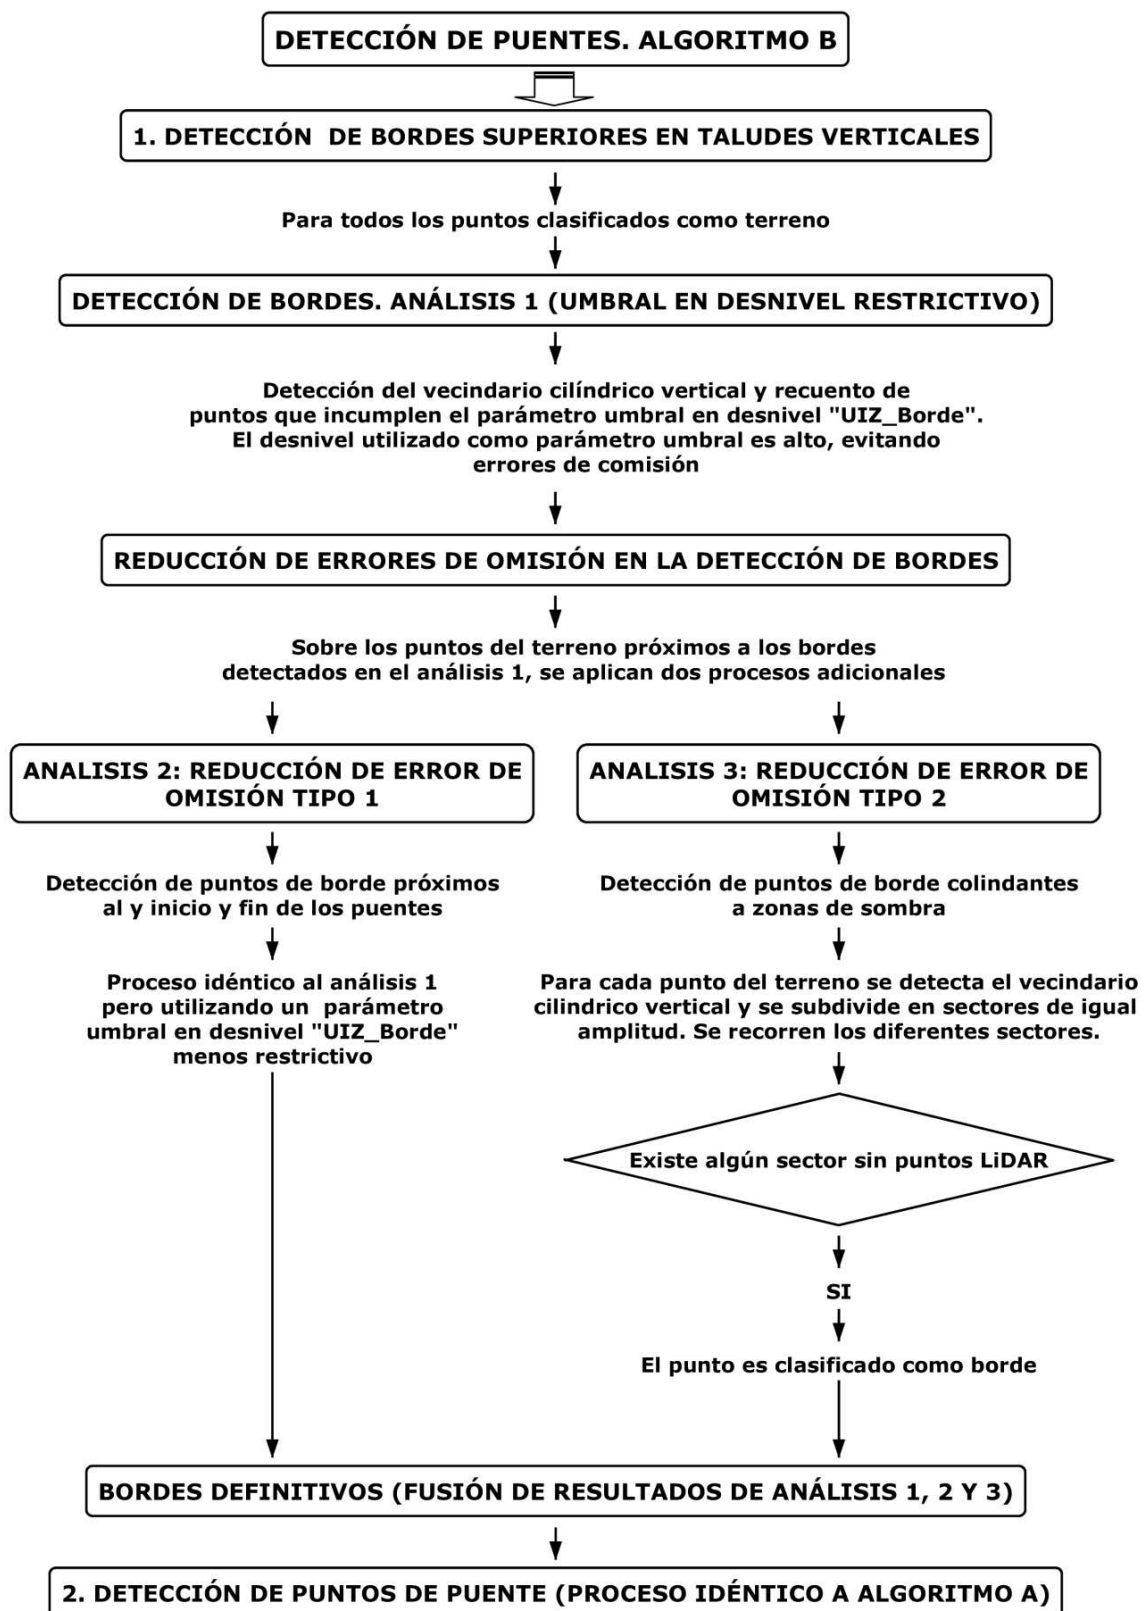 DETECCIÓN DE PUENTES. ALGORITMO B
1. DETECCIÓN DE BORDES SUPERIORES EN TALUDES VERTICALES
Para todos los puntos clasificados como terreno
DETECCIÓN DE BORDES. ANÁLISIS 1 (UMBRAL EN DESNIVEL RESTRICTIVO)
Detección del vecindario cilíndrico vertical y recuento de
puntos que incumplen el parámetro umbral en desnivel "UIZ_Borde".
El desnivel utilizado como parámetro umbral es alto, evitando
errores de comisión
REDUCCIÓN DE ERRORES DE OMISIÓN EN LA DETECCIÓN DE BORDES
Sobre los puntos del terreno próximos a los bordes
detectados en el análisis 1, se aplican dos procesos adicionales
ANALISIS 2: REDUCCIÓN DE ERROR DE
OMISIÓN TIPO 1
Detección de puntos de borde próximos
al y inicio y fin de los puentes
Proceso idéntico al análisis 1
pero utilizando un parámetro
umbral en desnivel "UIZ_Borde"
menos restrictivo
ANALISIS 3: REDUCCIÓN DE ERROR DE
OMISIÓN TIPO 2
Detección de puntos de borde colindantes
a zonas de sombra
Para cada punto del terreno se detecta el vecindario
cilindrico vertical y se subdivide en sectores de igual
amplitud. Se recorren los diferentes sectores.
Existe algún sector sin puntos LiDAR
SI
El punto es clasificado como borde
BORDES DEFINITIVOS (FUSIÓN DE RESULTADOS DE ANÁLISIS 1, 2 Y 3)
2. DETECCIÓN DE PUNTOS DE PUENTE (PROCESO IDÉNTICO A ALGORITMO A)